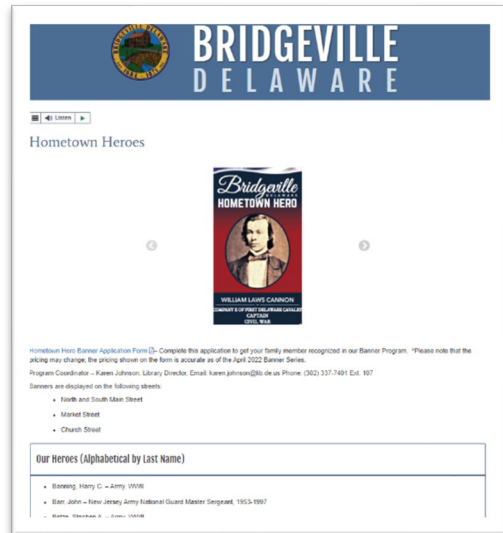 BRIDGEVILLE
DELAWARE
Listen
Hometown Heroes
Bridgeville
DELAWARE
HOMETOWN HERO
WILLIAM LAWS CANNON
COMPANY E OF FIRST DELAWARE CAVALRY
CAPTAIN
CIVIL WAR
Hometown Hero Banner Application Form – Complete this application to get your family member recognized in our Banner Program. *Please note that the
pricing may change; the pricing shown on the form is accurate as of the April 2022 Banner Series.
Program Coordinator – Karen Johnson, Library Director, Email: karen.johnson@lib.de.us Phone: (302) 337-7401 Ext. 107
Banners are displayed on the following streets:
North and South Main Street
Market Street
Church Street
Our Heroes (Alphabetical by Last Name)
Banning, Harry C. – Army, WWII
Barr, John – New Jersey Army National Guard Master Sergeant, 1953-1997